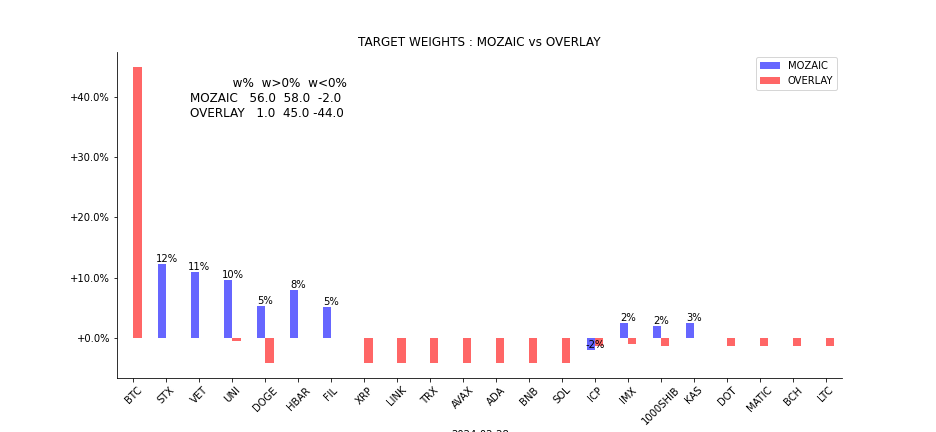 TARGET WEIGHTS : MOZAIC vs OVERLAY
MOZAIC
OVERLAY
w% w>0% w<0%
MOZAIC 56.0 58.0 -2.0
OVERLAY 1.0 45.0 -44.0
+40.0%
+30.0%
+20.0%
+10.0%
+0.0%
12%
11%
10%
5%
8%
5%
-2%
2%
2%
3%
BTC
STX
VET
UNI
DOGE
HBAR
FIL
XRP
LINK
TRX
AVAX
ADA
BNB
SOL
ICP
IMX
1000SHIB
KAS
DOT
MATIC
BCH
LTC